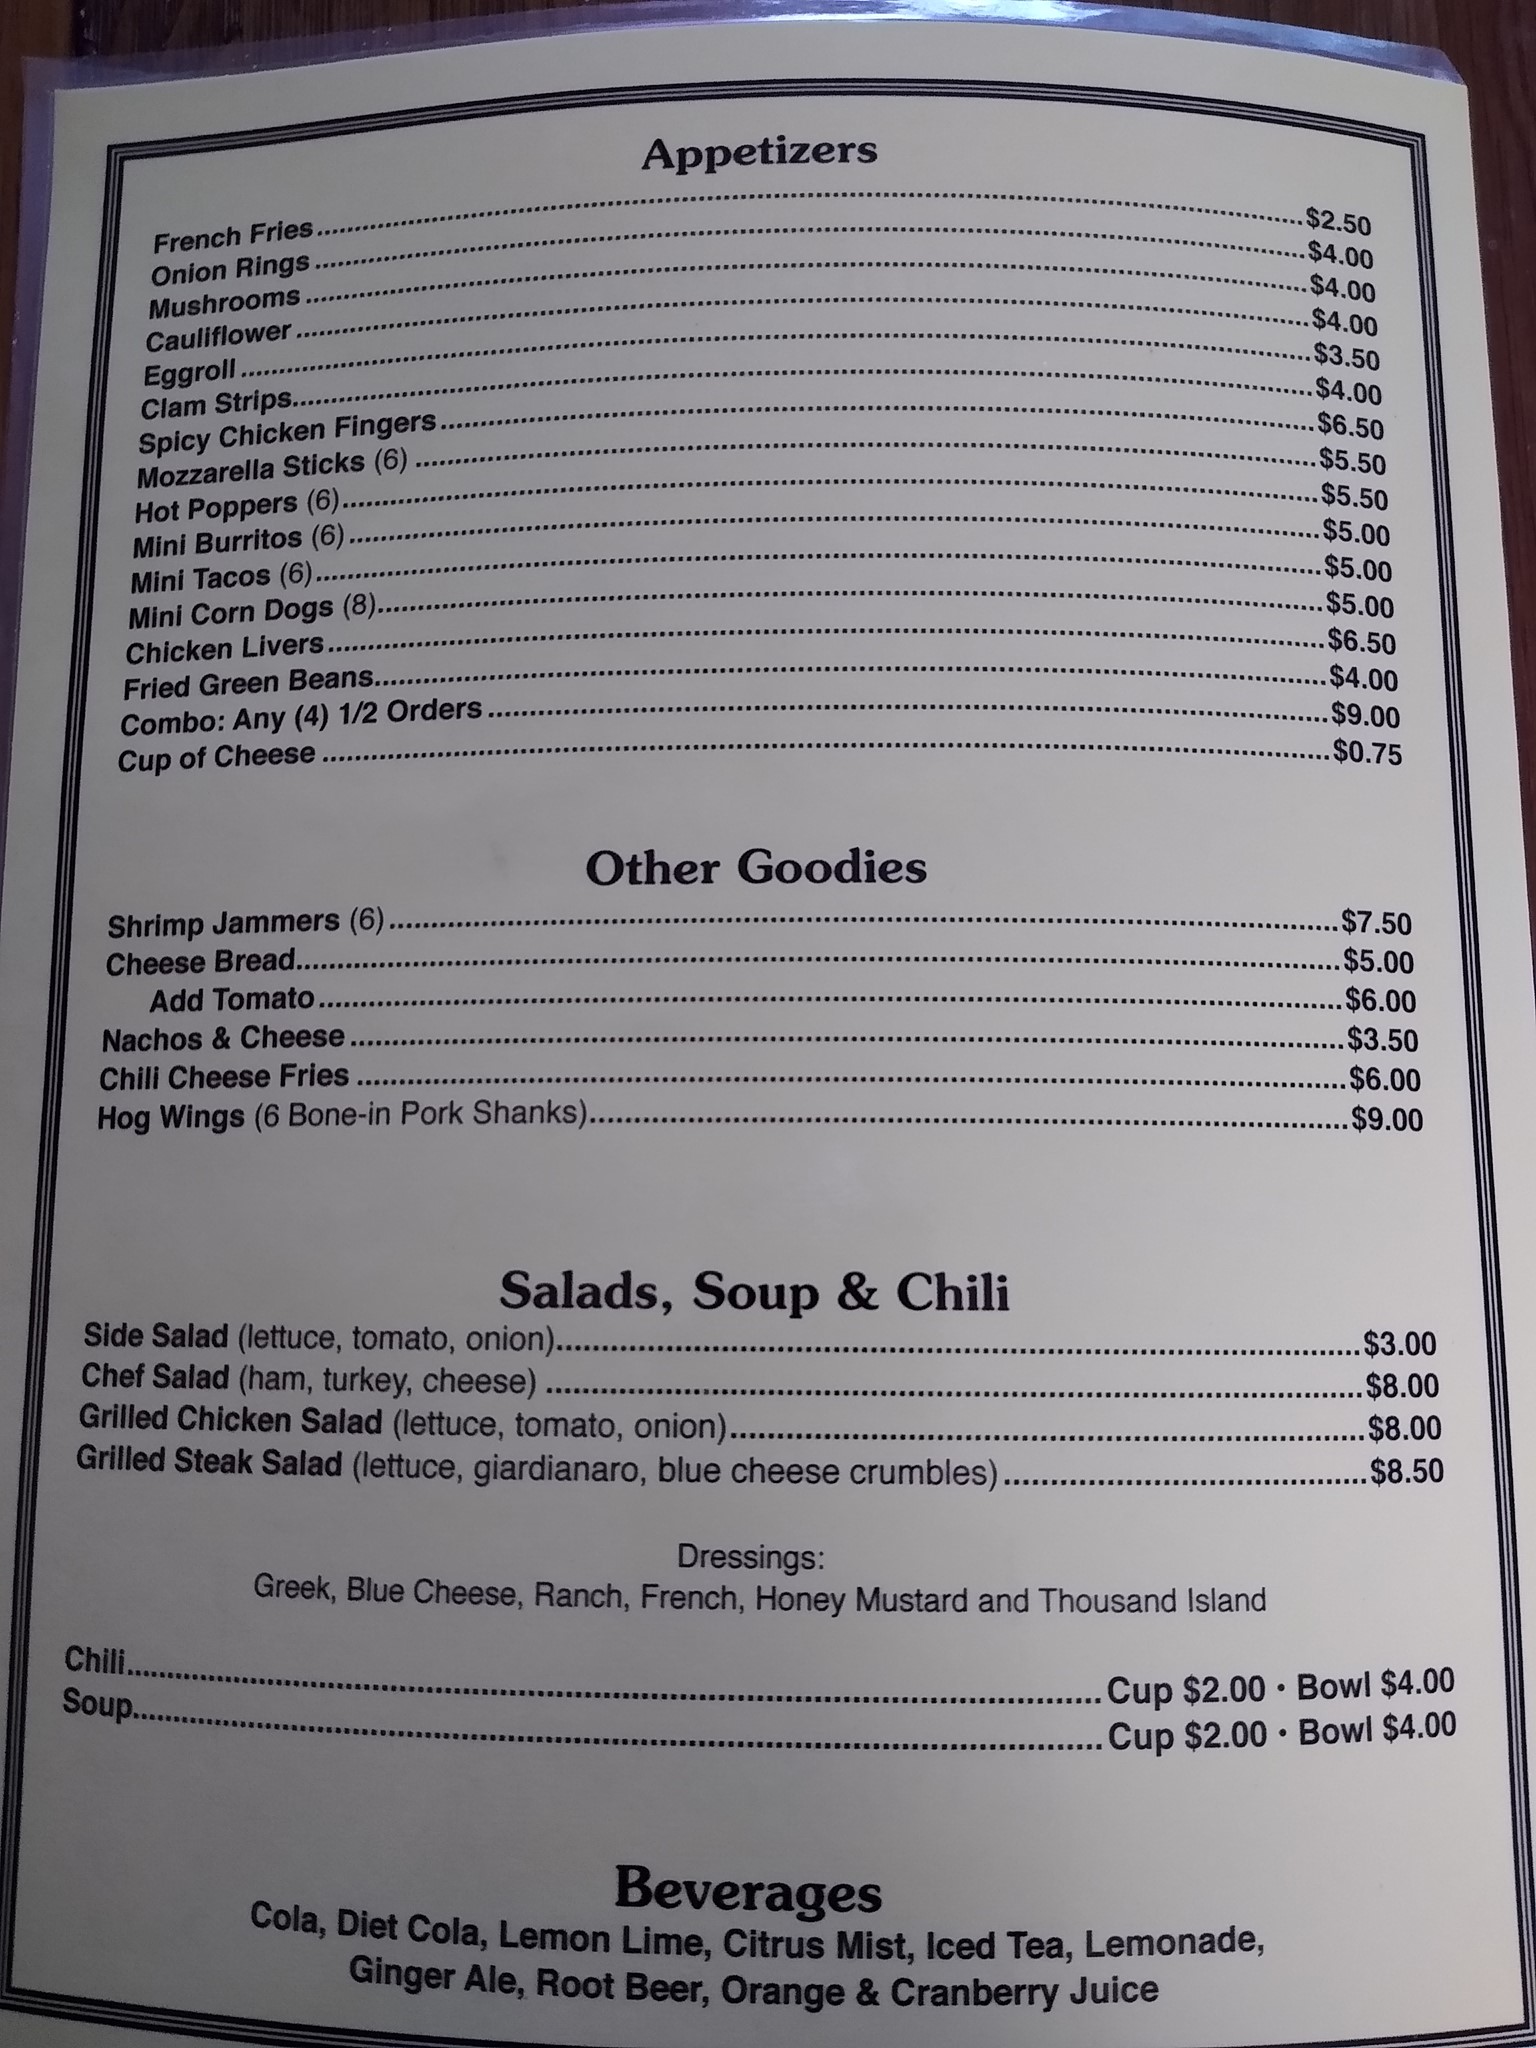 Appetizers
French Fries $2.50
Onion Rings $4.00
Mushrooms $4.00
Cauliflower $4.00
Eggroll $3.50
Clam Strips $4.00
Spicy Chicken Fingers $6.50
Mozzarella Sticks (6) $5.50
Hot Poppers (6) $5.50
Mini Burritos (6) $5.00
Mini Tacos (6) $5.00
Mini Corn Dogs (8) $5.00
Chicken Livers $6.50
Fried Green Beans $4.00
Combo: Any (4) 1/2 Orders $9.00
Cup of Cheese $0.75
Other Goodies
Shrimp Jammers (6) $7.50
Cheese Bread $5.00
Add Tomato $6.00
Nachos & Cheese $3.50
Chili Cheese Fries $6.00
Hog Wings (6 Bone-in Pork Shanks) $9.00
Salads, Soup & Chili
Side Salad (lettuce, tomato, onion) $3.00
Chef Salad (ham, turkey, cheese) $8.00
Grilled Chicken Salad (lettuce, tomato, onion) $8.00
Grilled Steak Salad (lettuce, giardianaro, blue cheese crumbles) $8.50
Dressings:
Greek, Blue Cheese, Ranch, French, Honey Mustard and Thousand Island
Chili Cup $2.00 • Bowl $4.00
Soup Cup $2.00 • Bowl $4.00
Beverages
Cola, Diet Cola, Lemon Lime, Citrus Mist, Iced Tea, Lemonade,
Ginger Ale, Root Beer, Orange & Cranberry Juice